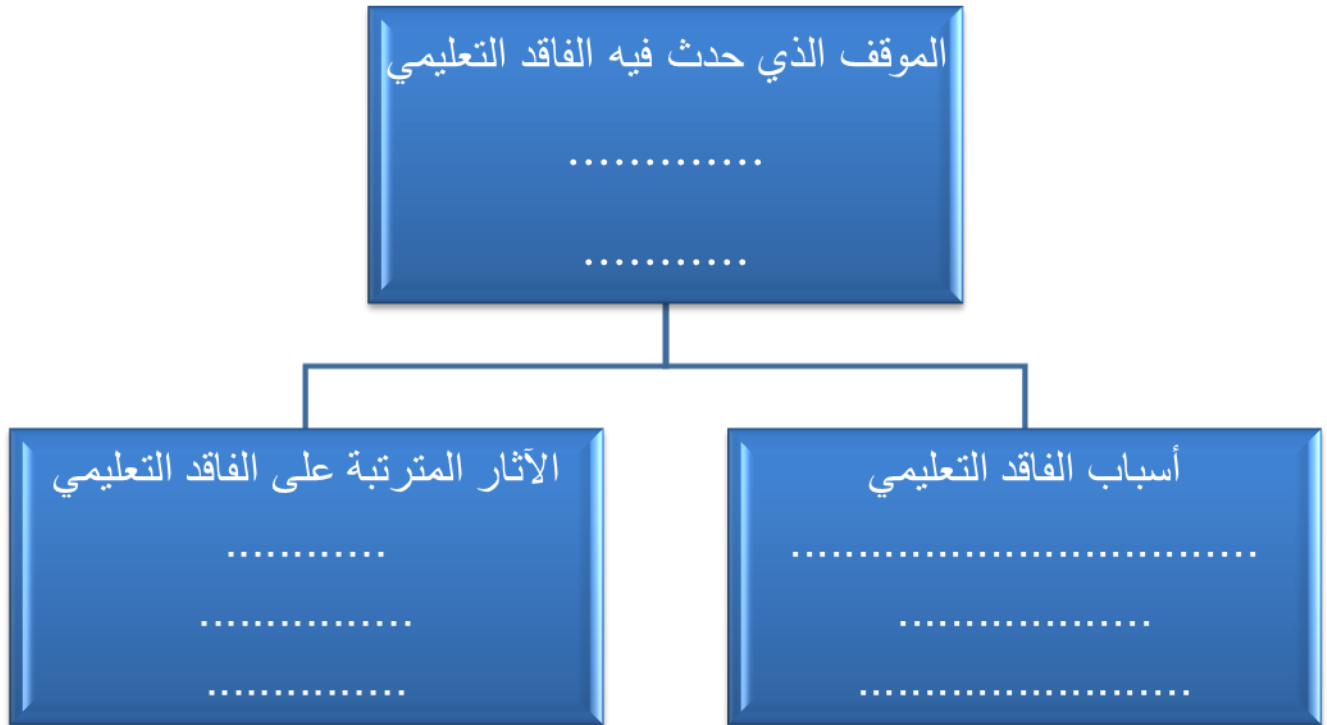 الموقف الذي حدث فيه الفاقد التعليمي
.............
...........
أسباب الفاقد التعليمي
...................................
...................
.........................
الآثار المترتبة على الفاقد التعليمي
............
................
...............